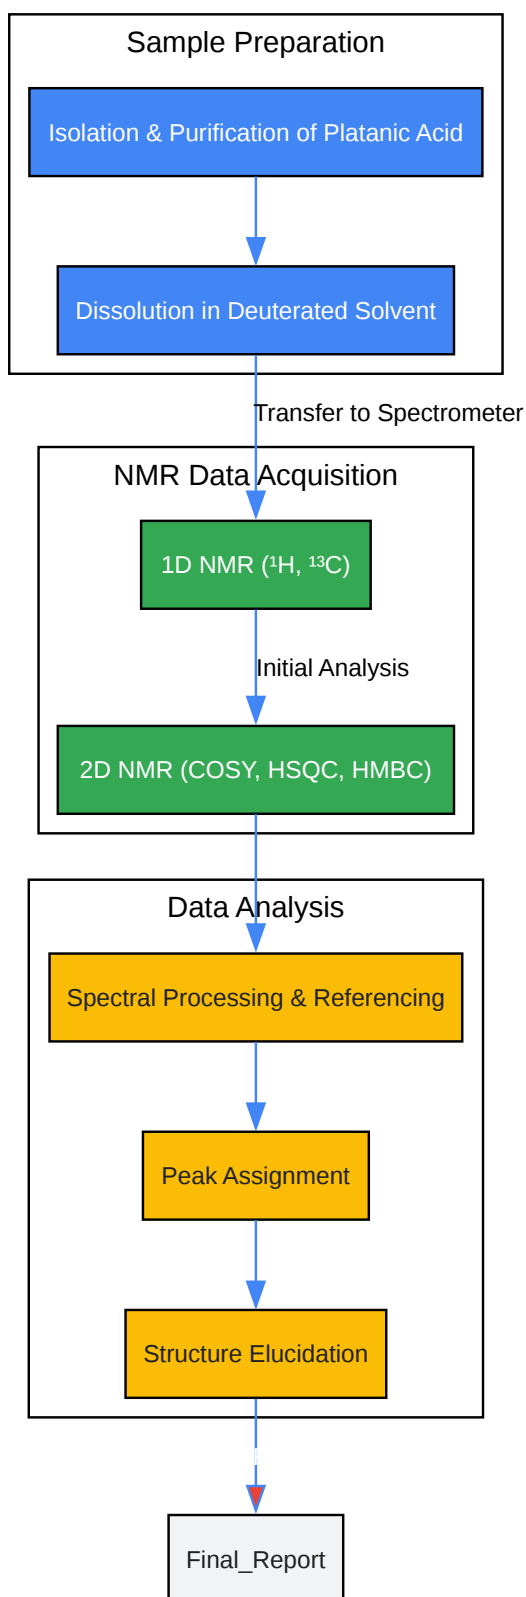 Sample Preparation
Isolation & Purification of Platanic Acid
Dissolution in Deuterated Solvent
Transfer to Spectrometer
NMR Data Acquisition
1D NMR (¹H, ¹³C)
Initial Analysis
2D NMR (COSY, HSQC, HMBC)
Data Analysis
Spectral Processing & Referencing
Peak Assignment
Structure Elucidation
Final_Report